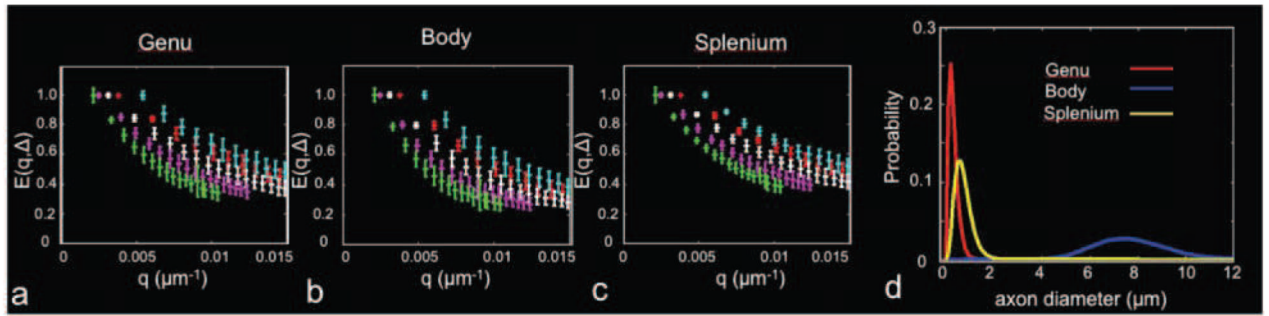 Genu
E(q,Δ)
1.0
0.8
0.6
0.4
0.2
0
0
0.005
0.01
0.015
q (μm⁻¹)
a
Body
E(q,Δ)
1.0
0.8
0.6
0.4
0.2
0
0
0.005
0.01
0.015
q (μm⁻¹)
b
Splenium
E(q,Δ)
1.0
0.8
0.6
0.4
0.2
0
0
0.005
0.01
0.015
q (μm⁻¹)
c
Probability
0.3
0.2
0.1
0
Genu
Body
Splenium
0
2
4
6
8
10
12
axon diameter (μm)
d